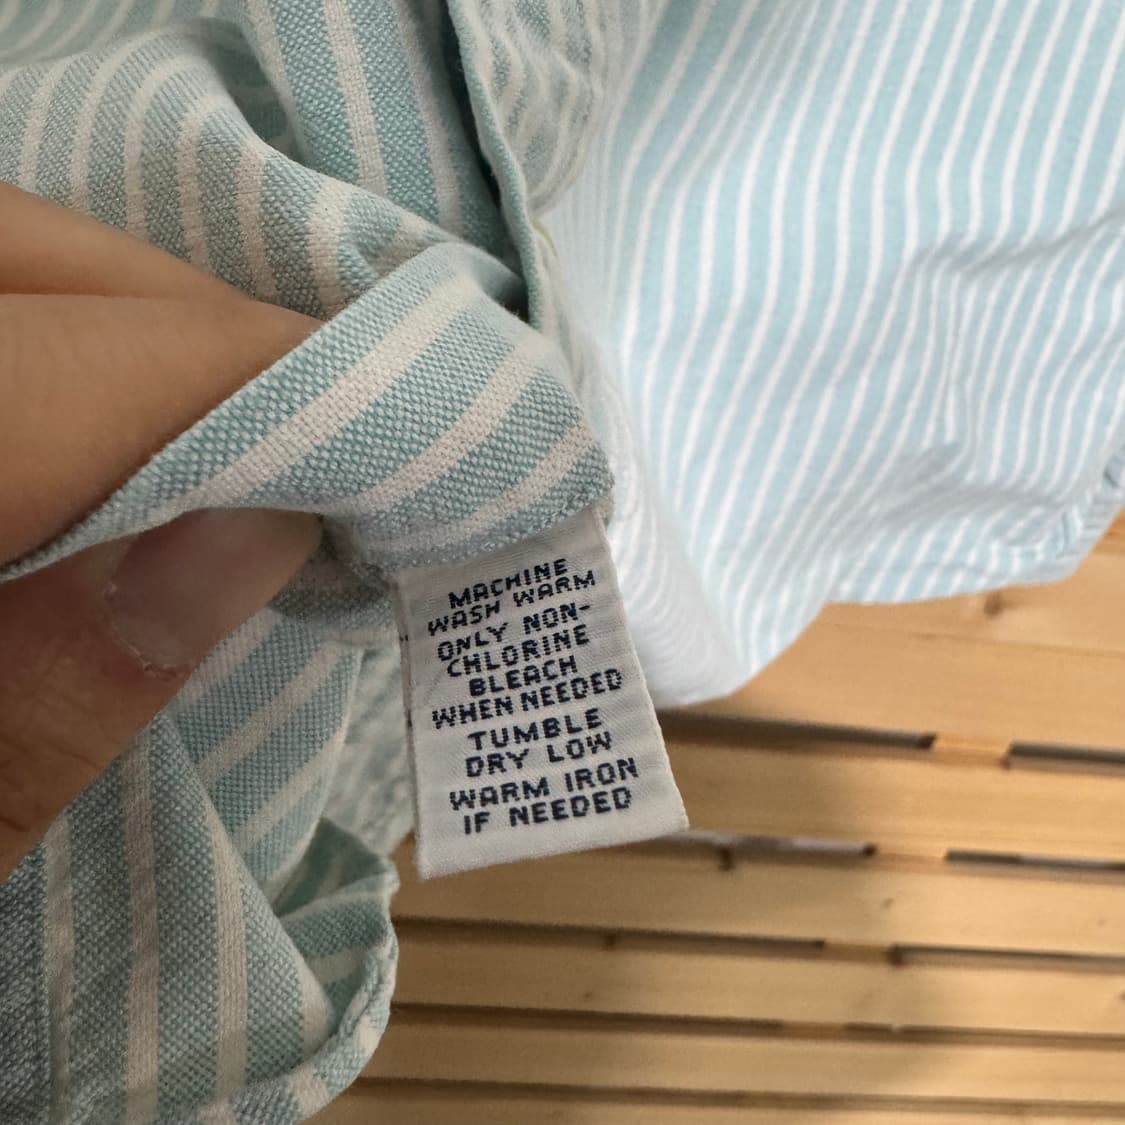 MACHINE
WASH WARM
ONLY NON-
CHLORINE
BLEACH
WHEN NEEDED
TUMBLE
DRY LOW
WARM IRON
IF NEEDED